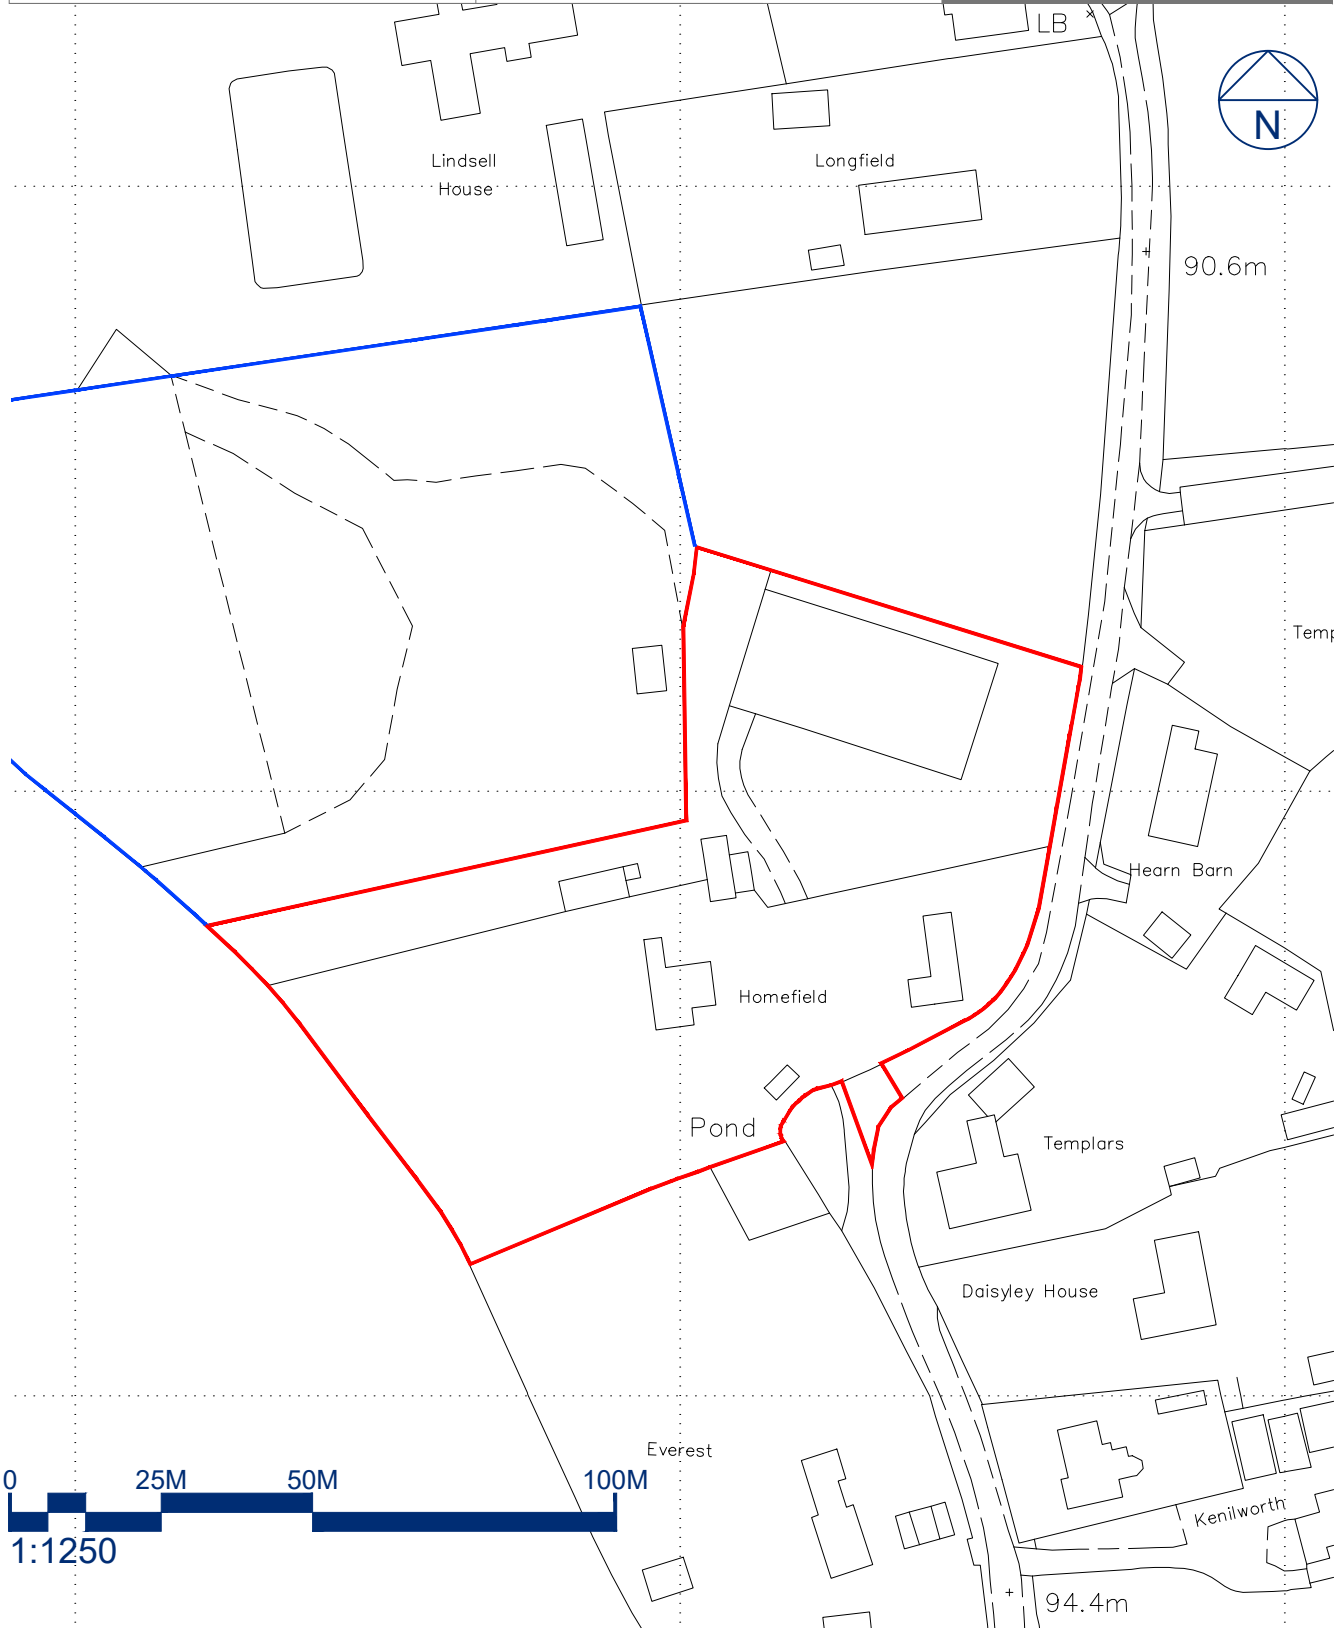 LB
N
Lindsell
House
Longfield
90.6m
Hearn Barn
Homefield
Pond
Templars
Daisyley House
Everest
Kenilworth
0 25M 50M 100M
1:1250
94.4m